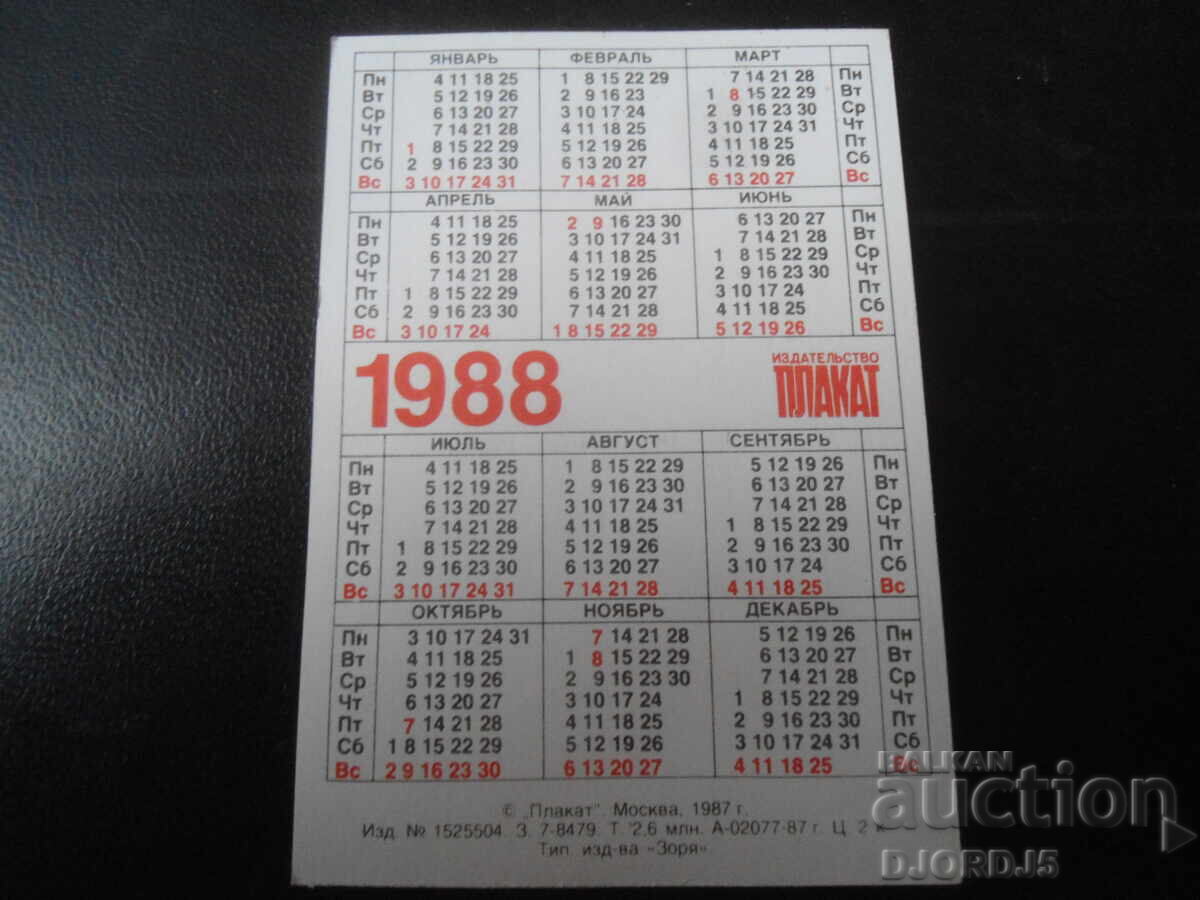 ЯНВАРЬ ФЕВРАЛЬ МАРТ
Пн 4 11 18 25 1 8 15 22 29 7 14 21 28 Пн
Вт 5 12 19 26 2 9 16 23 1 8 15 22 29 Вт
Ср 6 13 20 27 3 10 17 24 2 9 16 23 30 Ср
Чт 7 14 21 28 4 11 18 25 3 10 17 24 31 Чт
Пт 1 8 15 22 29 5 12 19 26 4 11 18 25 Пт
Сб 2 9 16 23 30 6 13 20 27 5 12 19 26 Сб
Вс 3 10 17 24 31 7 14 21 28 6 13 20 27 Вс
АПРЕЛЬ МАЙ ИЮНЬ
Пн 4 11 18 25 2 9 16 23 30 6 13 20 27 Пн
Вт 5 12 19 26 3 10 17 24 31 7 14 21 28 Вт
Ср 6 13 20 27 4 11 18 25 1 8 15 22 29 Ср
Чт 7 14 21 28 5 12 19 26 2 9 16 23 30 Чт
Пт 1 8 15 22 29 6 13 20 27 3 10 17 24 Пт
Сб 2 9 16 23 30 7 14 21 28 4 11 18 25 Сб
Вс 3 10 17 24 1 8 15 22 29 5 12 19 26 Вс
1988
ИЗДАТЕЛЬСТВО
ПЛАКАТ
ИЮЛЬ АВГУСТ СЕНТЯБРЬ
Пн 4 11 18 25 1 8 15 22 29 5 12 19 26 Пн
Вт 5 12 19 26 2 9 16 23 30 6 13 20 27 Вт
Ср 6 13 20 27 3 10 17 24 31 7 14 21 28 Ср
Чт 7 14 21 28 4 11 18 25 1 8 15 22 29 Чт
Пт 1 8 15 22 29 5 12 19 26 2 9 16 23 30 Пт
Сб 2 9 16 23 30 6 13 20 27 3 10 17 24 Сб
Вс 3 10 17 24 31 7 14 21 28 4 11 18 25 Вс
ОКТЯБРЬ НОЯБРЬ ДЕКАБРЬ
Пн 3 10 17 24 31 7 14 21 28 5 12 19 26 Пн
Вт 4 11 18 25 1 8 15 22 29 6 13 20 27 Вт
Ср 5 12 19 26 2 9 16 23 30 7 14 21 28 Ср
Чт 6 13 20 27 3 10 17 24 1 8 15 22 29 Чт
Пт 7 14 21 28 4 11 18 25 2 9 16 23 30 Пт
Сб 1 8 15 22 29 5 12 19 26 3 10 17 24 31 Сб
Вс 2 9 16 23 30 6 13 20 27 4 11 18 25 Вс
© „Плакат". Москва, 1987 г.
Изд. № 1525504. З. 7-8479. Т. 2,6 млн. А-02077-87 г. Ц. 2 к
Тип. изд-ва «Зоря».
BALKAN
auction
DJORDJ5